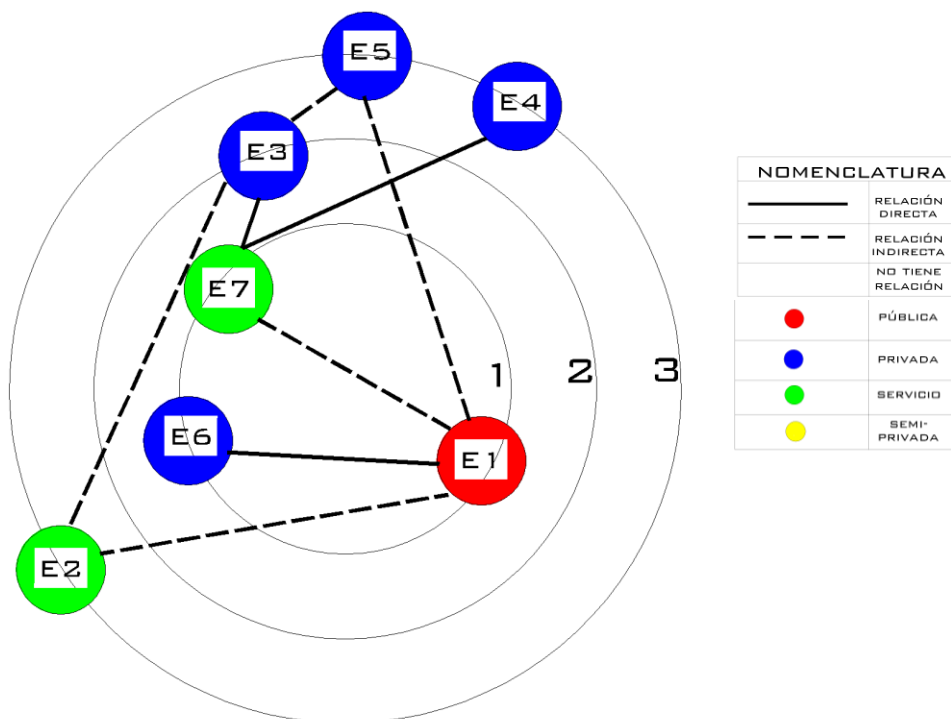 E5
E4
E3
E7
1 2 3
E6
E1
E2
NOMENCLATURA
RELACIÓN
DIRECTA
RELACIÓN
INDIRECTA
NO TIENE
RELACIÓN
PÚBLICA
PRIVADA
SERVICIO
SEMI-
PRIVADA